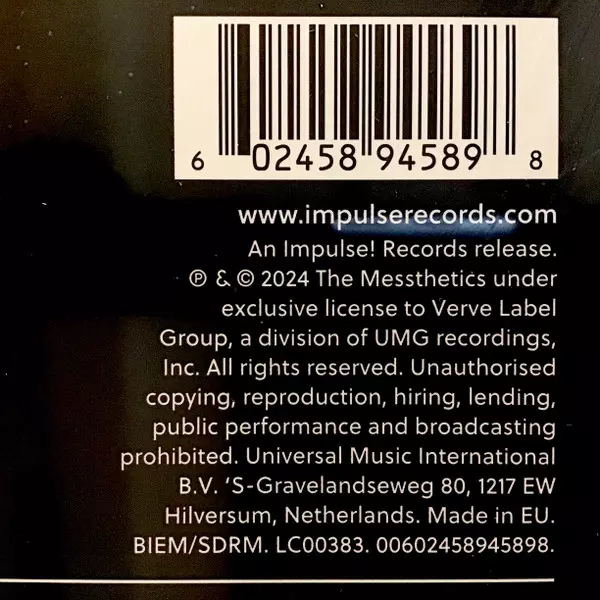 6 02458 94589 8
www.impulserecords.com
An Impulse! Records release.
℗ & © 2024 The Messthetics under
exclusive license to Verve Label
Group, a division of UMG recordings,
Inc. All rights reserved. Unauthorised
copying, reproduction, hiring, lending,
public performance and broadcasting
prohibited. Universal Music International
B.V. ‘S-Gravelandseweg 80, 1217 EW
Hilversum, Netherlands. Made in EU.
BIEM/SDRM. LC00383. 00602458945898.